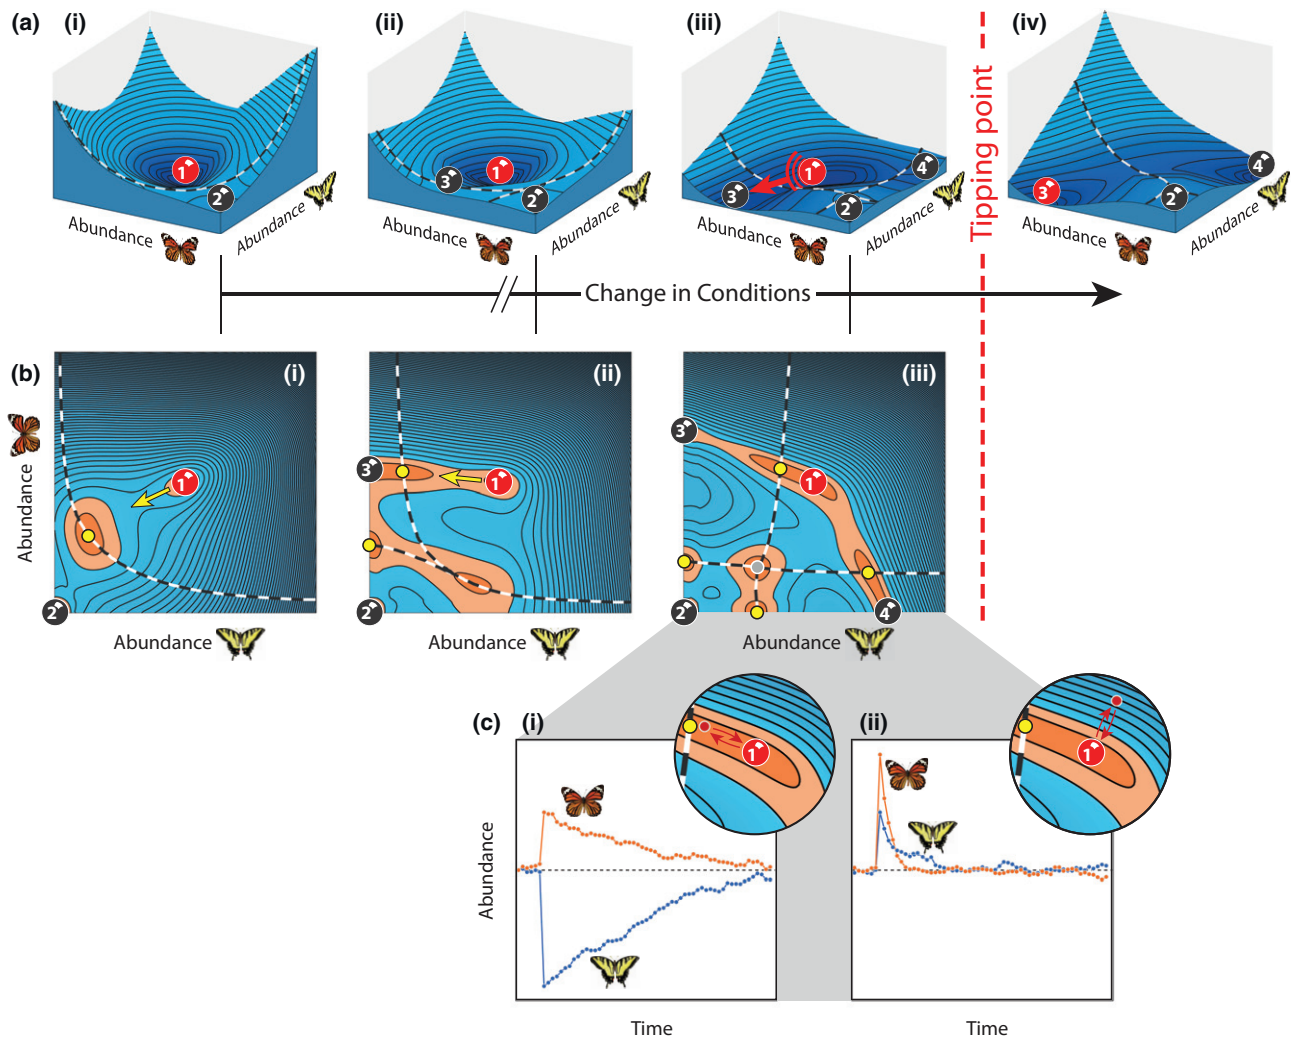 (a) (i) (ii) (iii) (iv)
1 2
1 2 3
1 2 3 4
2 3 4
Abundance Abundance
Abundance Abundance
Abundance Abundance
Abundance Abundance
Tipping point
Change in Conditions
(b) (i) (ii) (iii)
1 2
1 2 3
1 2 3 4
Abundance
Abundance Abundance Abundance
(c) (i) (ii)
1 1
Abundance
Time Time